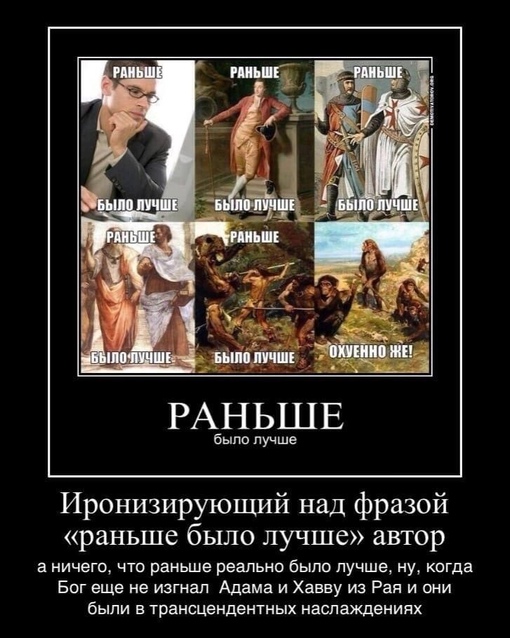 РАНЬШЕ
БЫЛО ЛУЧШЕ
РАНЬШЕ
БЫЛО ЛУЧШЕ
РАНЬШЕ
БЫЛО ЛУЧШЕ
РАНЬШЕ
БЫЛО ЛУЧШЕ
РАНЬШЕ
БЫЛО ЛУЧШЕ
ОХУЕННО ЖЕ!
РАНЬШЕ
было лучше
Иронизирующий над фразой
«раньше было лучше» автор
а ничего, что раньше реально было лучше, ну, когда
Бог еще не изгнал Адама и Хавву из Рая и они
были в трансцендентных наслаждениях